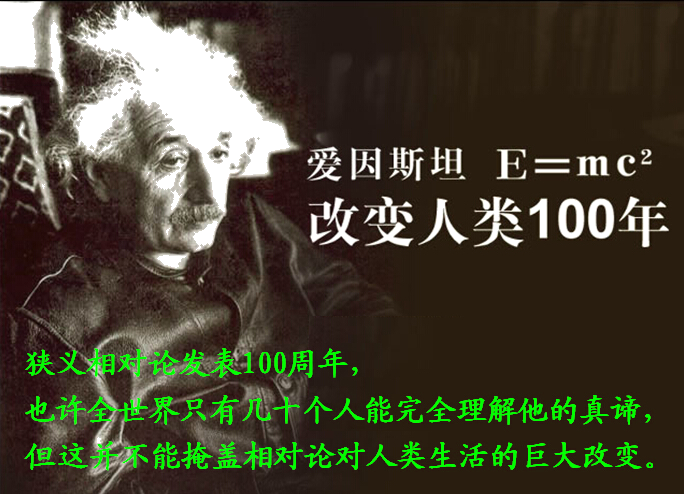 爱因斯坦 E=mc²
改变人类100年
狭义相对论发表100周年，
也许全世界只有几十个人能完全理解他的真谛，
但这并不能掩盖相对论对人类生活的巨大改变。